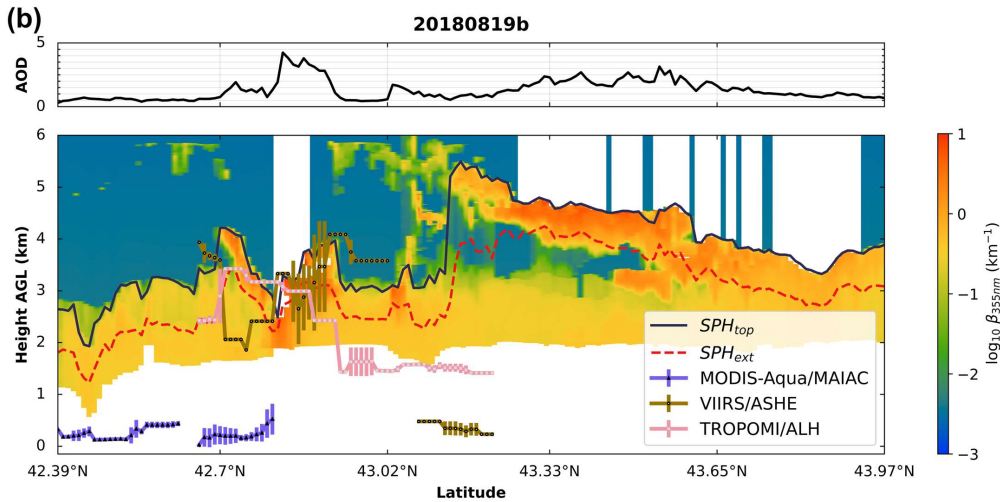 (b)
20180819b
AOD
5
0
Height AGL (km)
6
5
4
3
2
1
0
SPH_top
SPH_ext
MODIS-Aqua/MAIAC
VIIRS/ASHE
TROPOMI/ALH
42.39°N 42.7°N 43.02°N 43.33°N 43.65°N 43.97°N
Latitude
1
0
−1
−2
−3
log₁₀ β₃₅₅ₙₘ (km⁻¹)